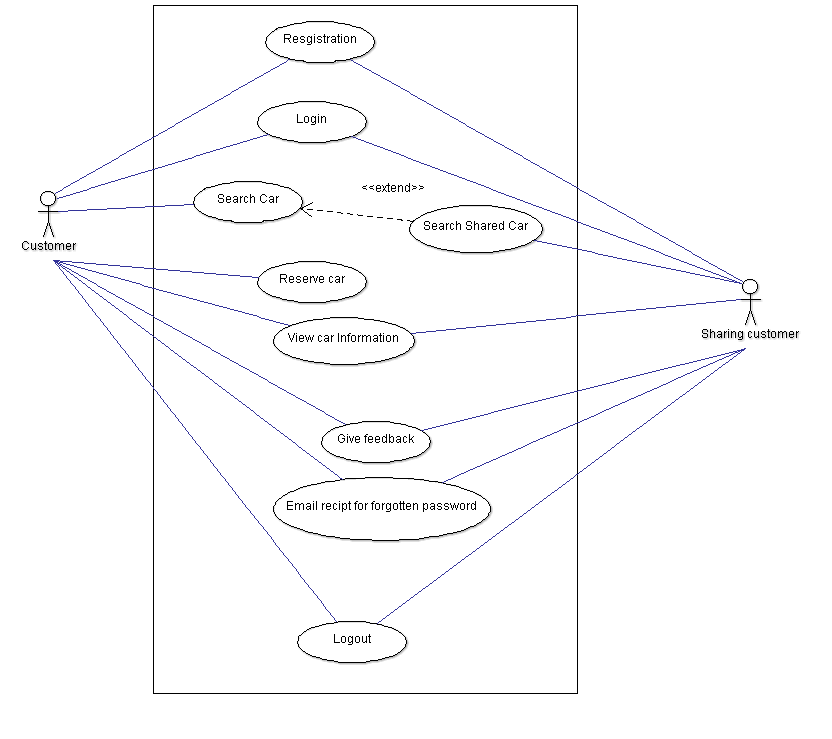 Resgistration
Login
<<extend>>
Search Car
Search Shared Car
Customer
Reserve car
View car Information
Sharing customer
Give feedback
Email recipt for forgotten password
Logout